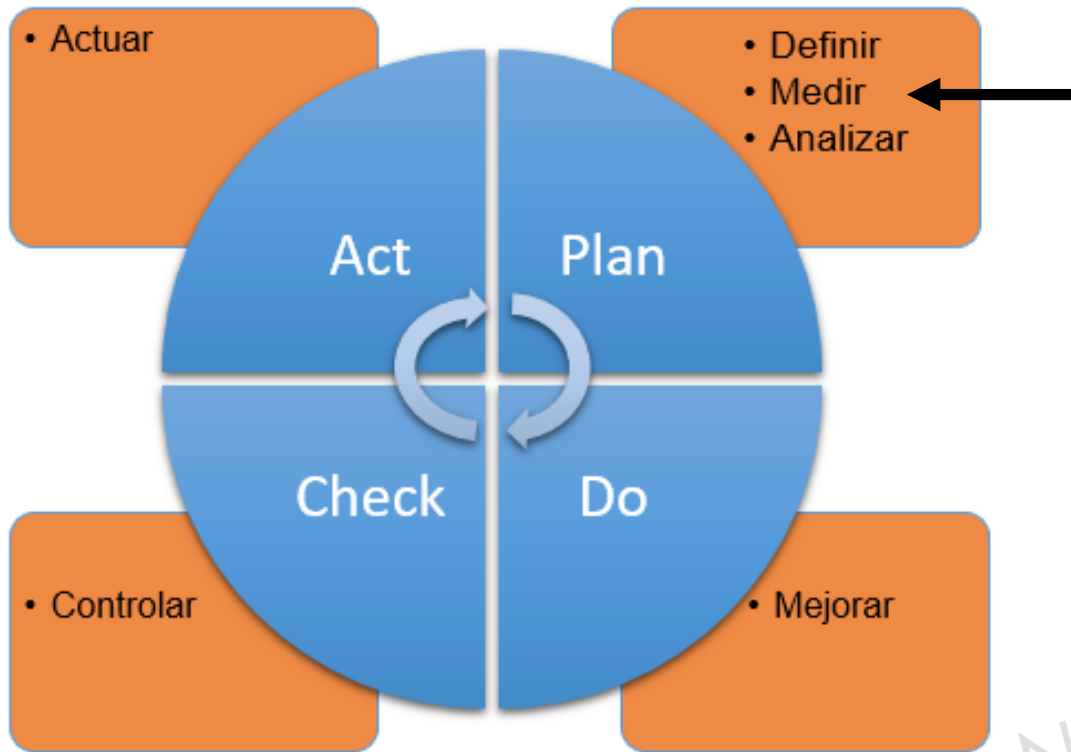 • Actuar
• Definir
• Medir
• Analizar
Act
Plan
Check
Do
• Controlar
• Mejorar